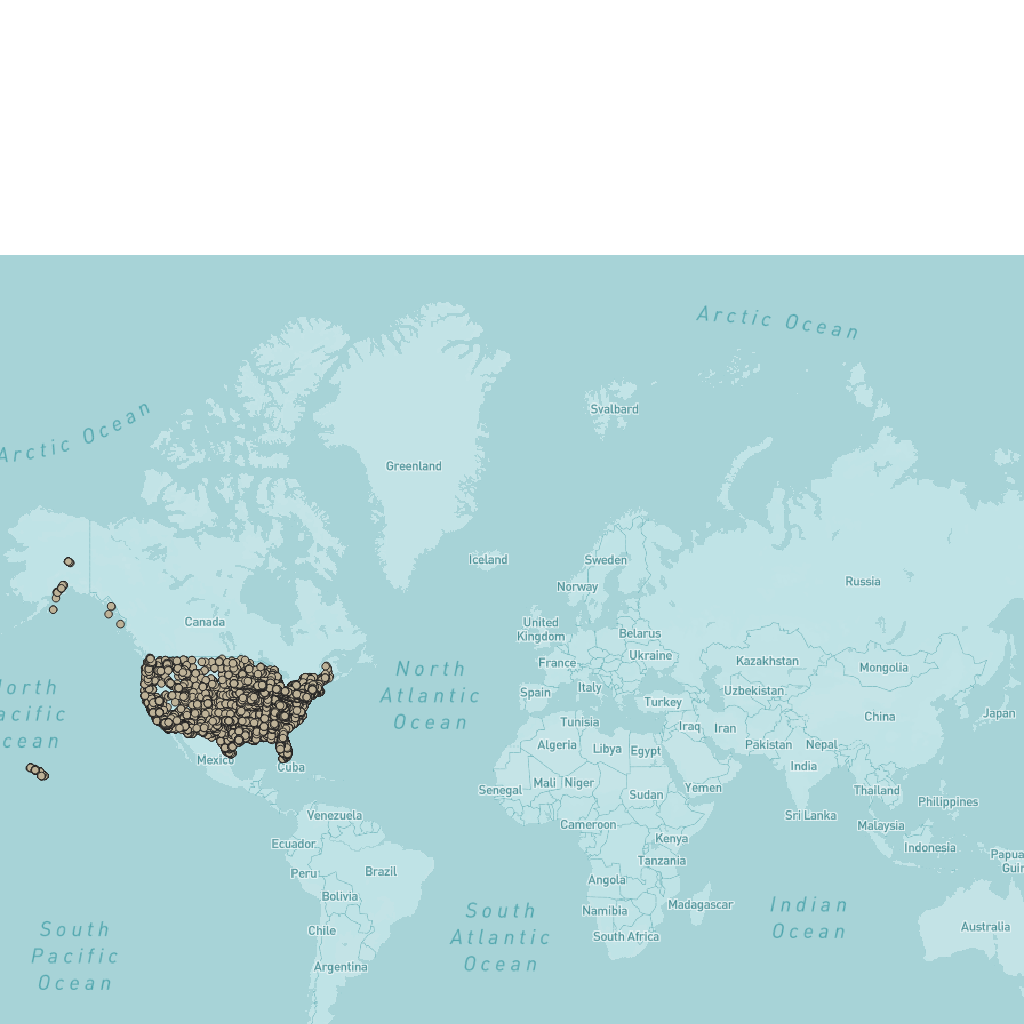 Arctic Ocean
Arctic Ocean
Svalbard
Greenland
Iceland
Sweden
Norway
Russia
Canada
United
Kingdom
Belarus
Ukraine
France
Kazakhstan
Mongolia
North
Atlantic
Ocean
orth
acific
cean
Spain
Italy
Uzbekistan
Turkey
China
Japan
Tunisia
Iraq
Iran
Algeria
Libya
Egypt
Pakistan
Nepal
Mexico
Cuba
India
Mali
Niger
Senegal
Sudan
Yemen
Thailand
Philippines
Venezuela
Sri Lanka
Cameroon
Malaysia
Ecuador
Kenya
Indonesia
Tanzania
Papua
Guin
Peru
Brazil
Angola
Bolivia
Madagascar
Namibia
South
Atlantic
Ocean
Indian
Ocean
Chile
South Africa
Australia
South
Pacific
Ocean
Argentina